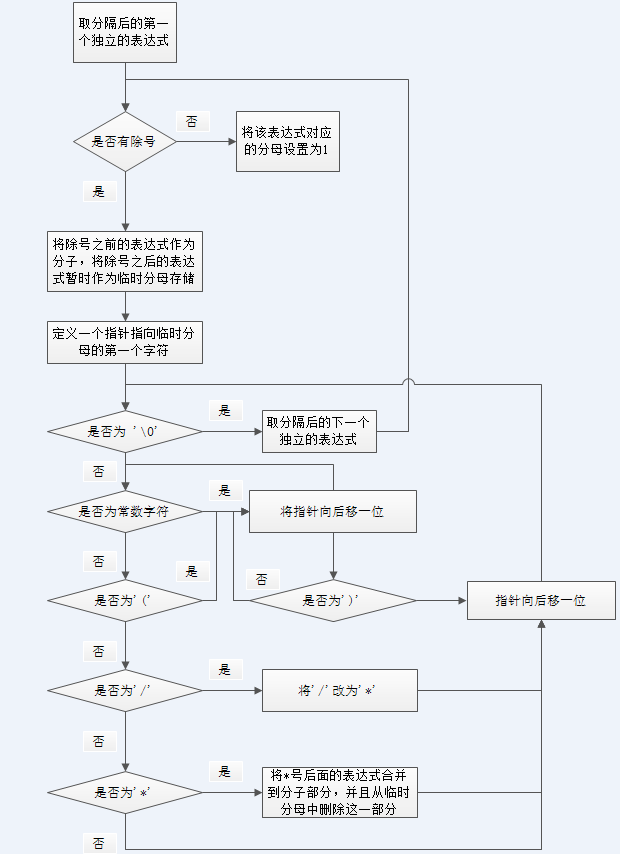 取分隔后的第一
个独立的表达式
是否有除号
否
将该表达式对应
的分母设置为1
是
将除号之前的表达式作为
分子，将除号之后的表达
式暂时作为临时分母存储
定义一个指针指向临时分
母的第一个字符
是否为 '\0'
是
取分隔后的下一个
独立的表达式
否
是否为常数字符
是
将指针向后移一位
否
是
否
是否为'('
是否为')'
指针向后移一位
否
是否为'/'
是
将'/'改为'*'
否
是否为'*'
是
将*号后面的表达式合并
到分子部分，并且从临时
分母中删除这一部分
否